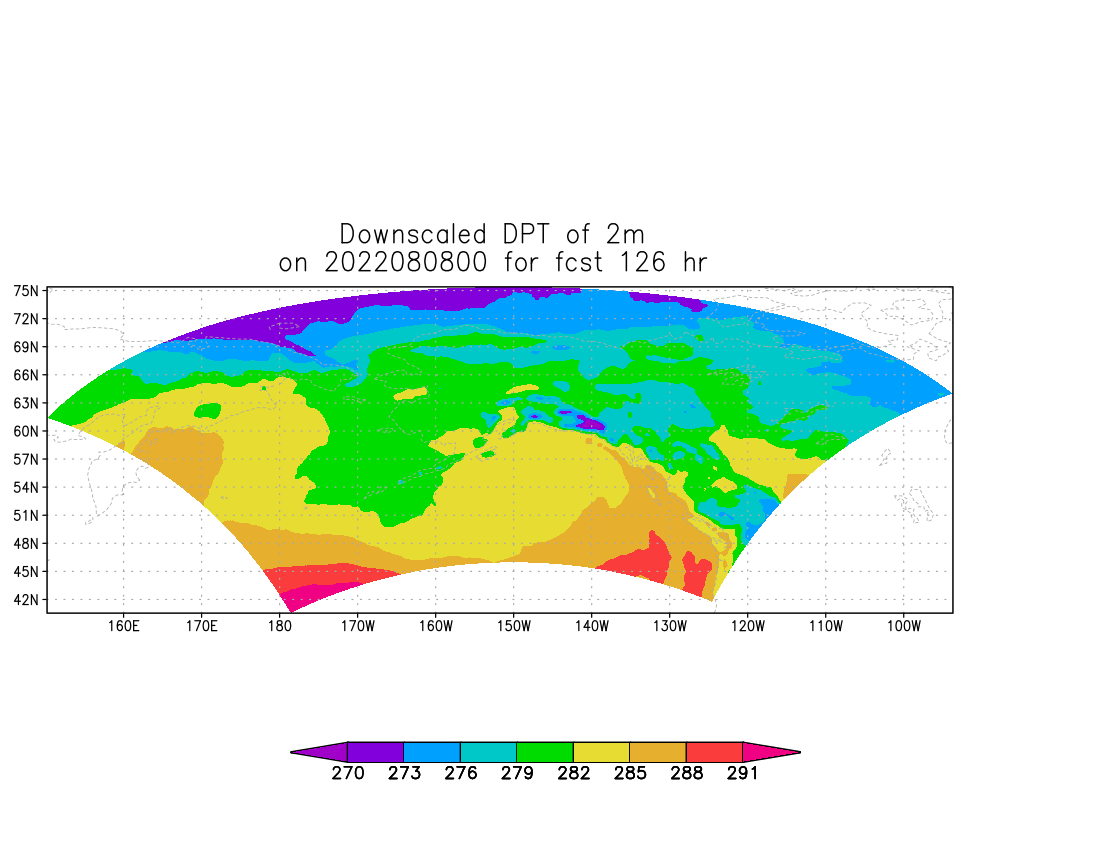 Downscaled DPT of 2m
on 2022080800 for fcst 126 hr
75N
72N
69N
66N
63N
60N
57N
54N
51N
48N
45N
42N
160E 170E 180 170W 160W 150W 140W 130W 120W 110W 100W
270 273 276 279 282 285 288 291